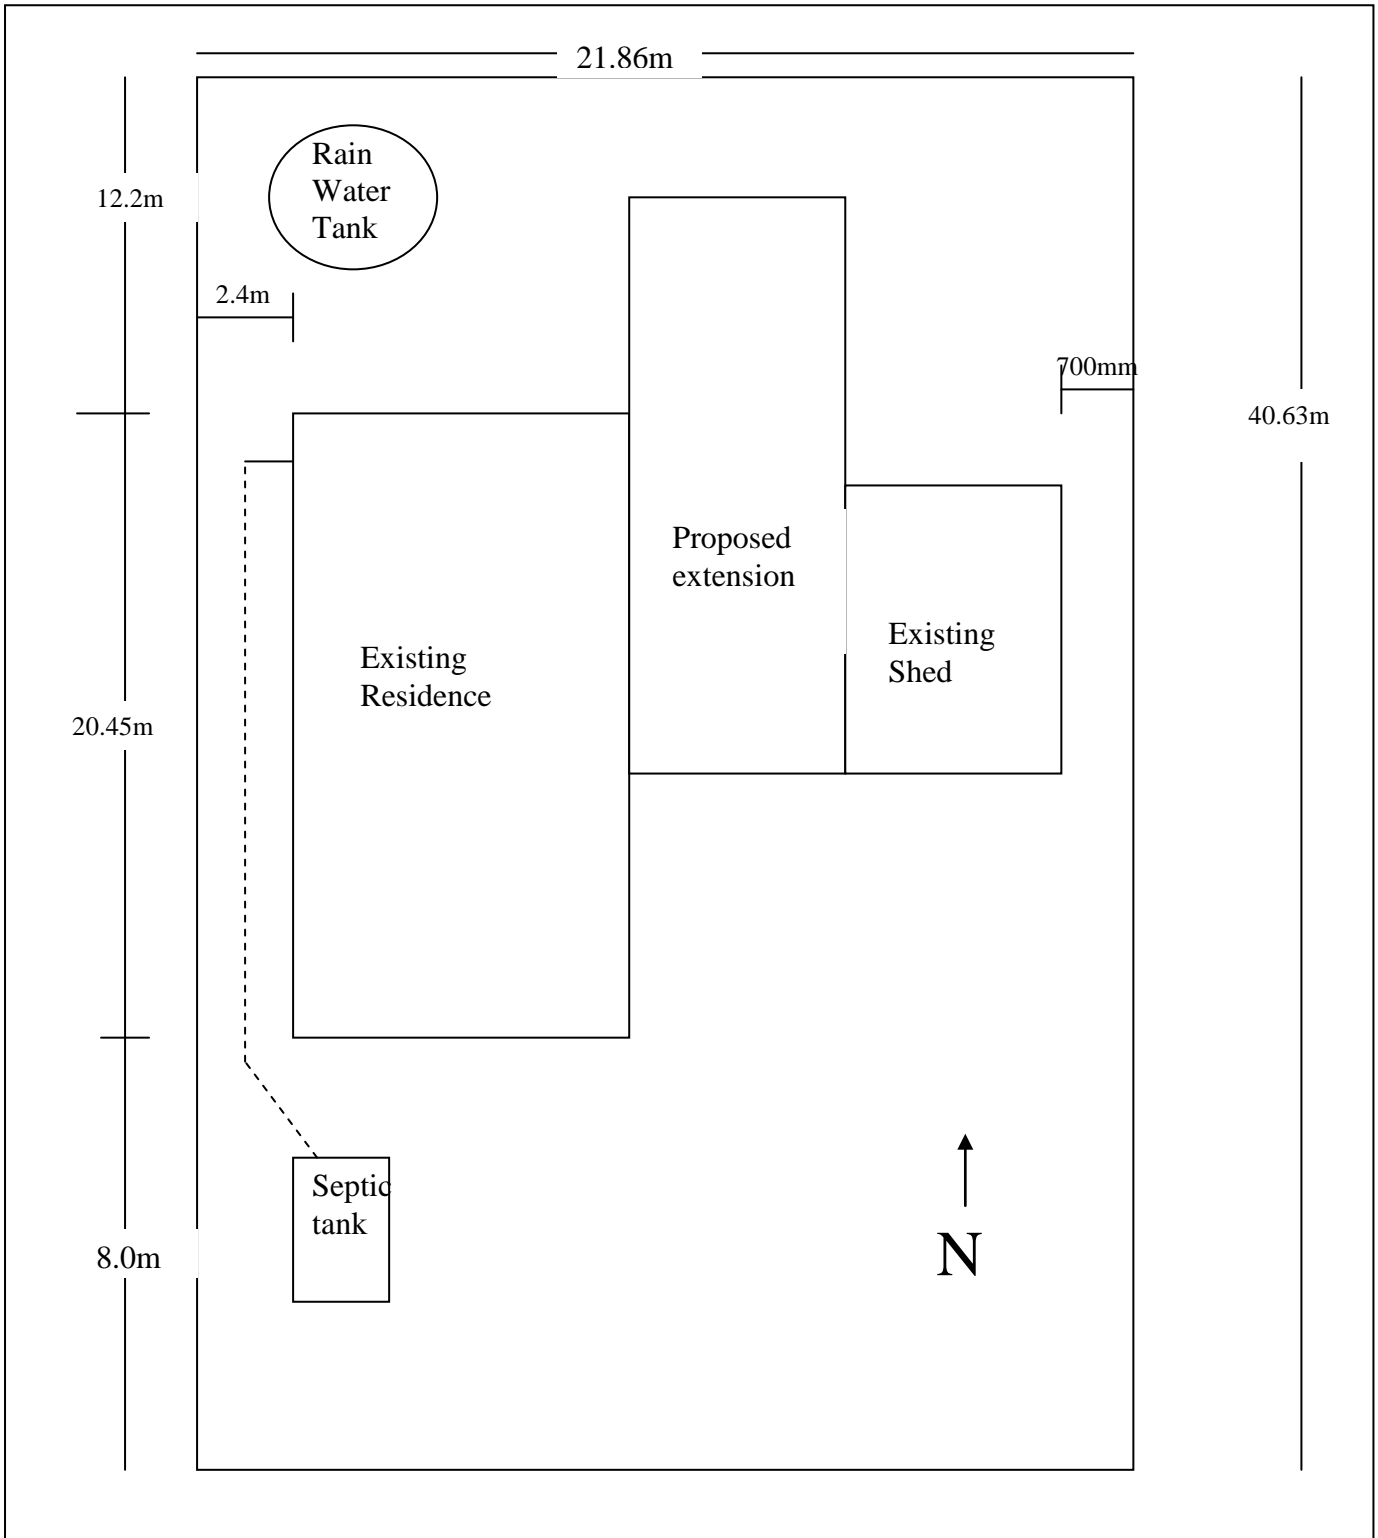 21.86m
Rain
Water
Tank
12.2m
2.4m
700mm
40.63m
Proposed
extension
Existing
Shed
Existing
Residence
20.45m
Septic
tank
8.0m
N